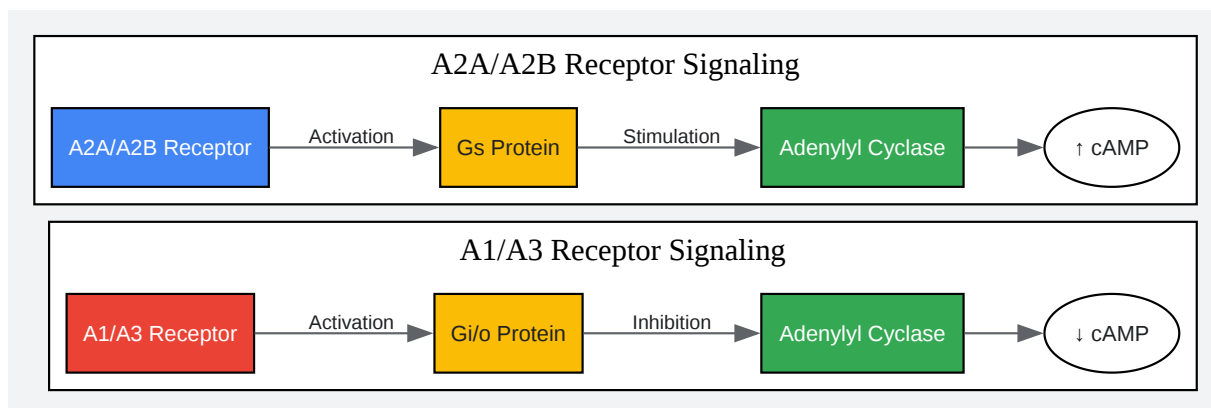 A2A/A2B Receptor Signaling
A2A/A2B Receptor
Activation
Gs Protein
Stimulation
Adenylyl Cyclase
↑ cAMP
A1/A3 Receptor Signaling
A1/A3 Receptor
Activation
Gi/o Protein
Inhibition
Adenylyl Cyclase
↓ cAMP